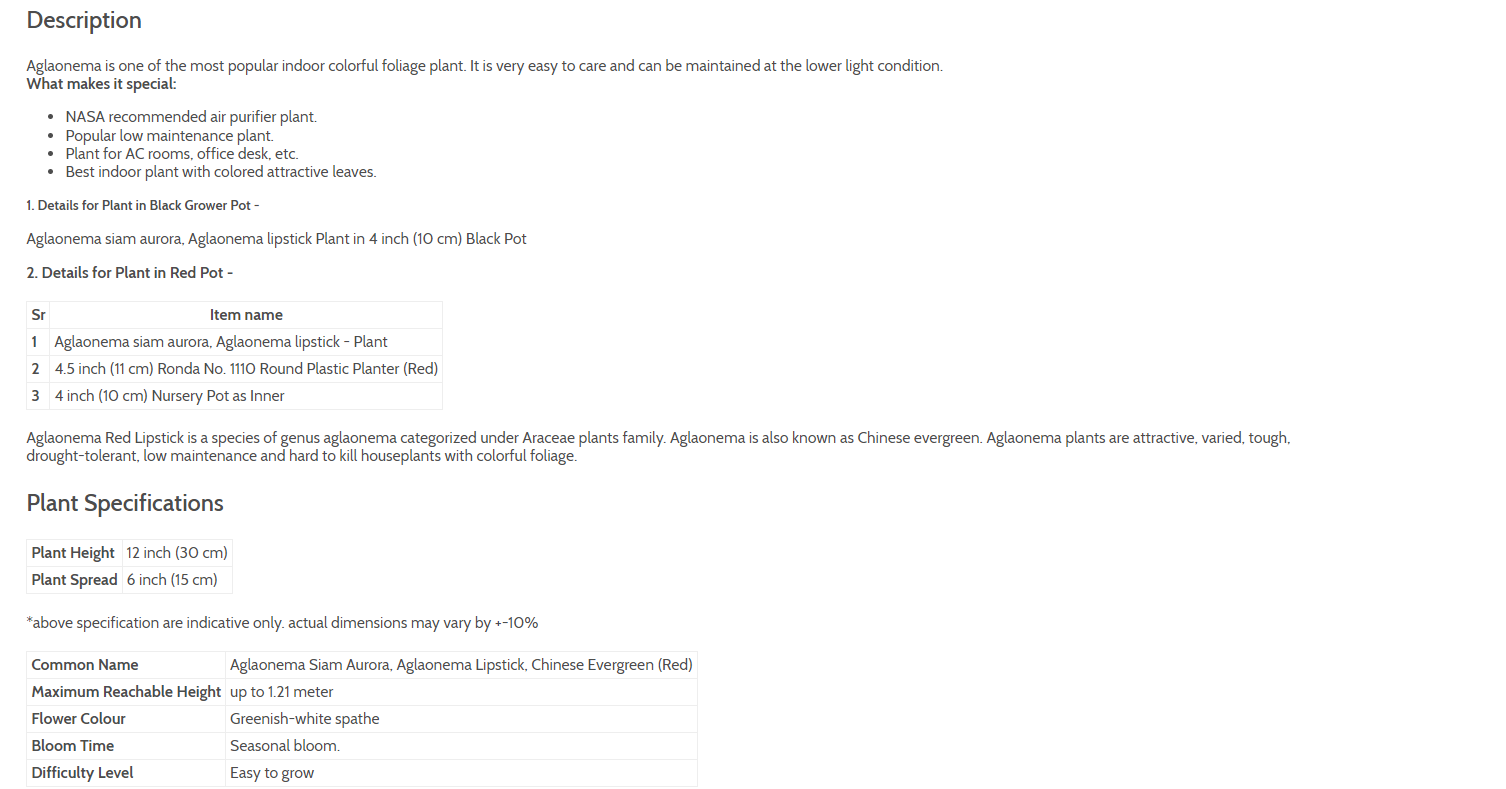 Description
Aglaonema is one of the most popular indoor colorful foliage plant. It is very easy to care and can be maintained at the lower light condition.
What makes it special:
• NASA recommended air purifier plant.
• Popular low maintenance plant.
• Plant for AC rooms, office desk, etc.
• Best indoor plant with colored attractive leaves.
1. Details for Plant in Black Grower Pot -
Aglaonema siam aurora, Aglaonema lipstick Plant in 4 inch (10 cm) Black Pot
2. Details for Plant in Red Pot -
Sr Item name
1 Aglaonema siam aurora, Aglaonema lipstick - Plant
2 4.5 inch (11 cm) Ronda No. 1110 Round Plastic Planter (Red)
3 4 inch (10 cm) Nursery Pot as Inner
Aglaonema Red Lipstick is a species of genus aglaonema categorized under Araceae plants family. Aglaonema is also known as Chinese evergreen. Aglaonema plants are attractive, varied, tough,
drought-tolerant, low maintenance and hard to kill houseplants with colorful foliage.
Plant Specifications
Plant Height 12 inch (30 cm)
Plant Spread 6 inch (15 cm)
*above specification are indicative only. actual dimensions may vary by +-10%
Common Name Aglaonema Siam Aurora, Aglaonema Lipstick, Chinese Evergreen (Red)
Maximum Reachable Height up to 1.21 meter
Flower Colour Greenish-white spathe
Bloom Time Seasonal bloom.
Difficulty Level Easy to grow